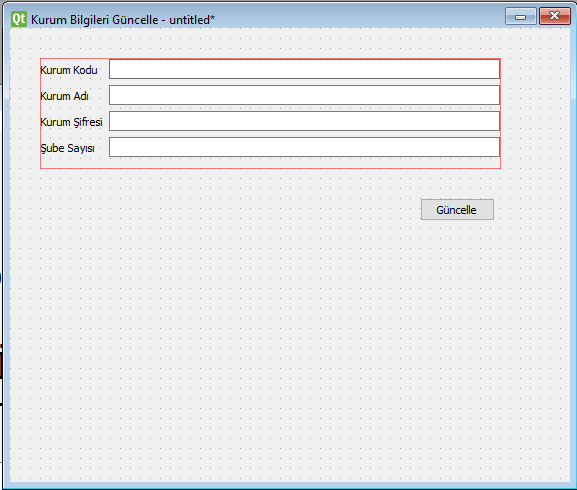 Qt Kurum Bilgileri Güncelle - untitled*
Kurum Kodu
Kurum Adı
Kurum Şifresi
Şube Sayısı
Güncelle